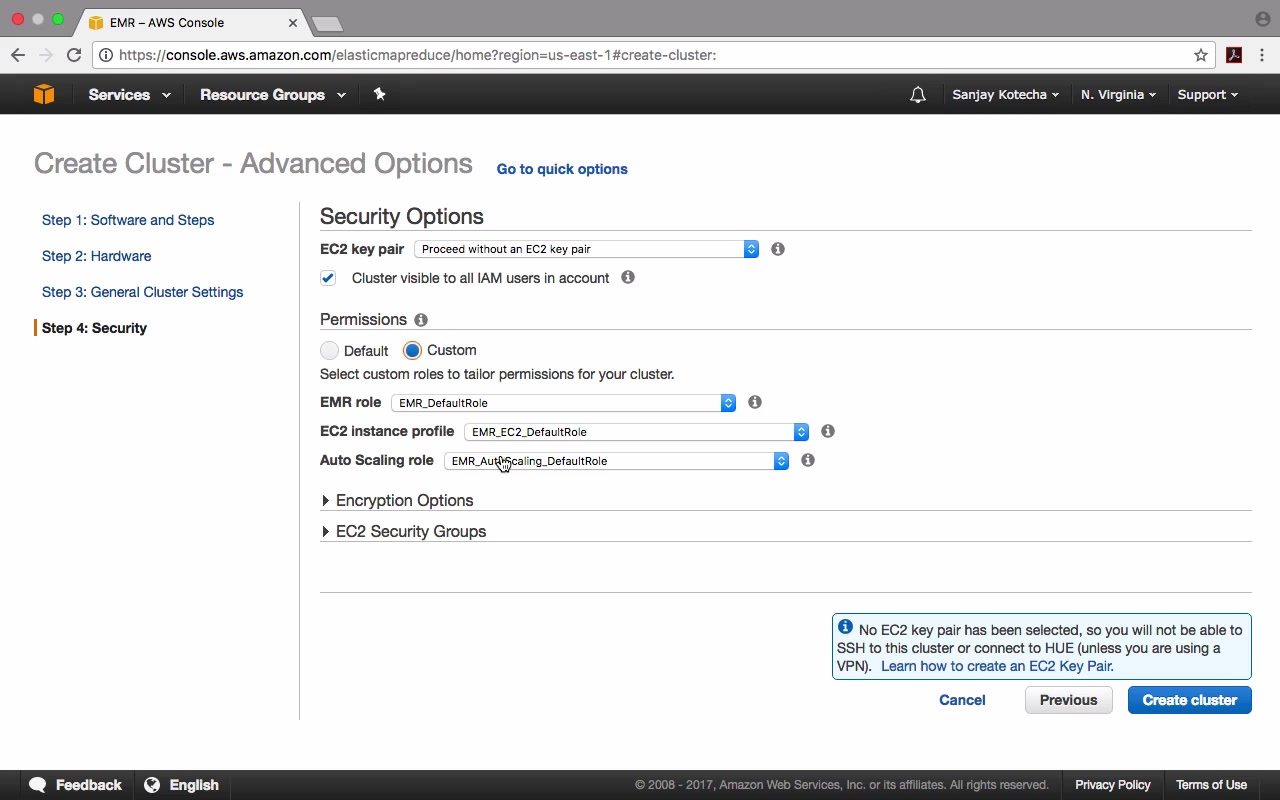 EMR – AWS Console
https://console.aws.amazon.com/elasticmapreduce/home?region=us-east-1#create-cluster:
Services Resource Groups Sanjay Kotecha N. Virginia Support
Create Cluster - Advanced Options Go to quick options
Step 1: Software and Steps
Step 2: Hardware
Step 3: General Cluster Settings
Step 4: Security
Security Options
EC2 key pair Proceed without an EC2 key pair
Cluster visible to all IAM users in account
Permissions
Default Custom
Select custom roles to tailor permissions for your cluster.
EMR role EMR_DefaultRole
EC2 instance profile EMR_EC2_DefaultRole
Auto Scaling role EMR_AutoScaling_DefaultRole
Encryption Options
EC2 Security Groups
No EC2 key pair has been selected, so you will not be able to
SSH to this cluster or connect to HUE (unless you are using a
VPN). Learn how to create an EC2 Key Pair.
Cancel Previous Create cluster
Feedback English © 2008 - 2017, Amazon Web Services, Inc. or its affiliates. All rights reserved. Privacy Policy Terms of Use